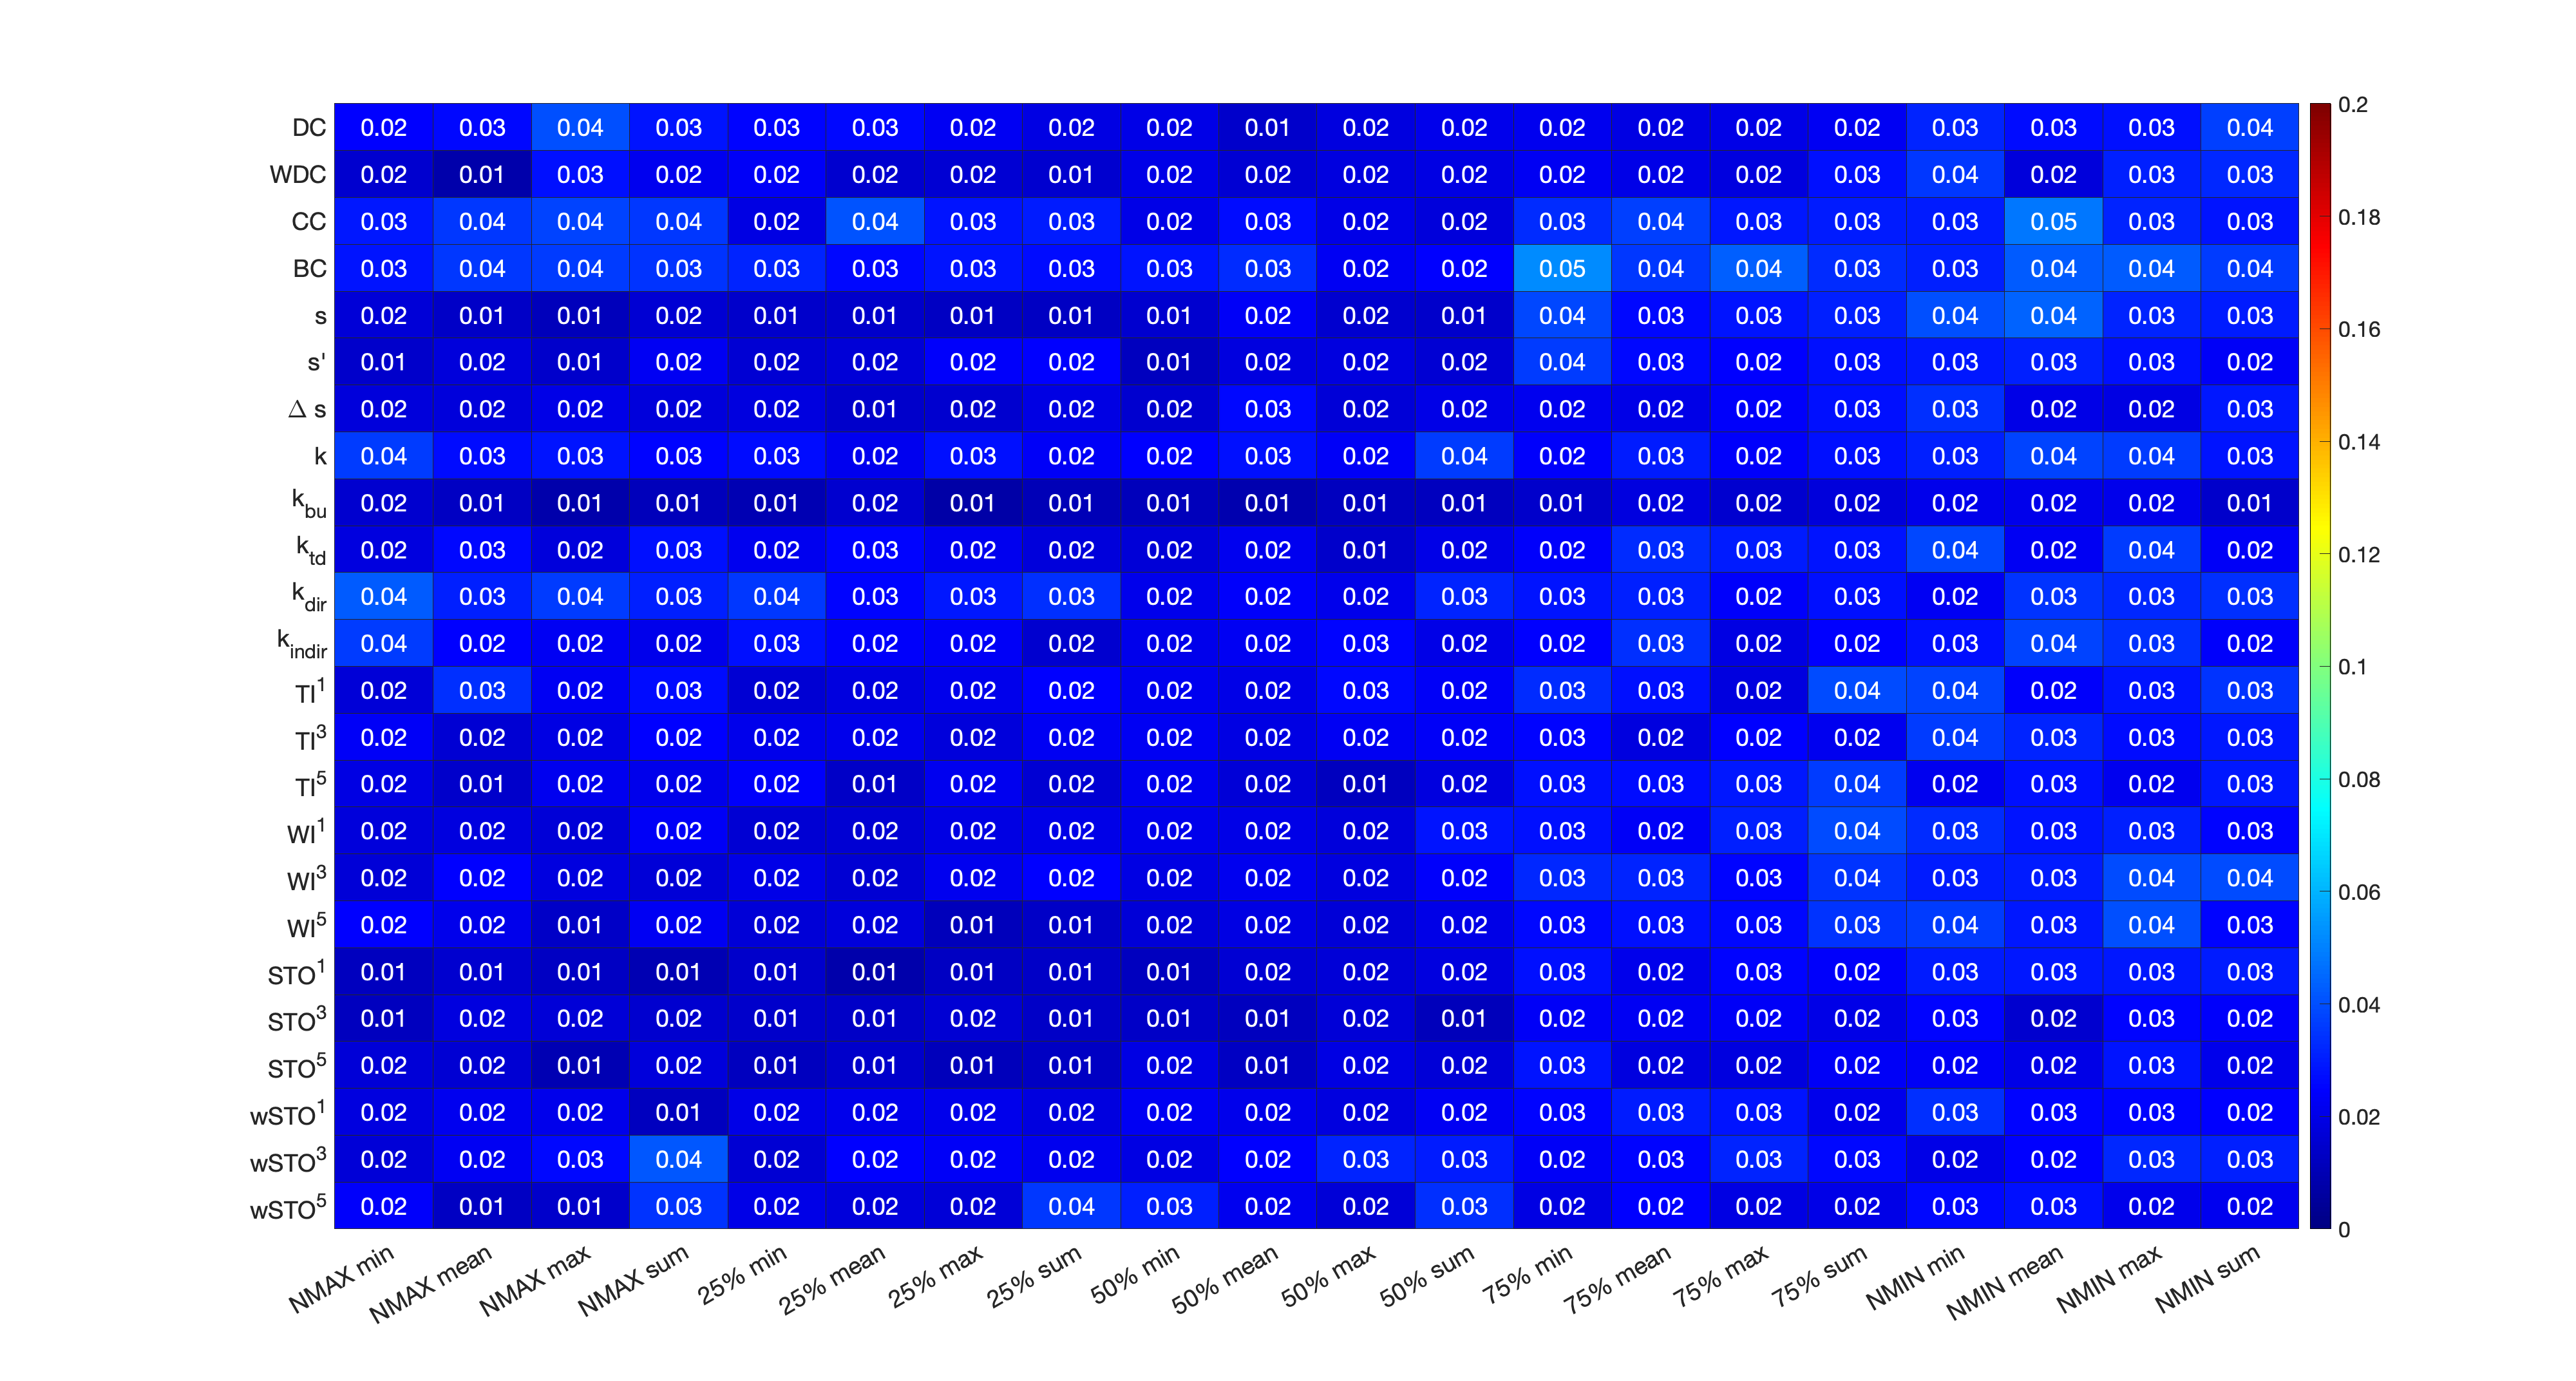 DC 0.02 0.03 0.04 0.03 0.03 0.03 0.02 0.02 0.02 0.01 0.02 0.02 0.02 0.02 0.02 0.02 0.03 0.03 0.03 0.04
WDC 0.02 0.01 0.03 0.02 0.02 0.02 0.02 0.01 0.02 0.02 0.02 0.02 0.02 0.02 0.02 0.03 0.04 0.02 0.03 0.03
CC 0.03 0.04 0.04 0.04 0.02 0.04 0.03 0.03 0.02 0.03 0.02 0.02 0.03 0.04 0.03 0.03 0.03 0.05 0.03 0.03
BC 0.03 0.04 0.04 0.03 0.03 0.03 0.03 0.03 0.03 0.03 0.02 0.02 0.05 0.04 0.04 0.03 0.03 0.04 0.04 0.04
s 0.02 0.01 0.01 0.02 0.01 0.01 0.01 0.01 0.01 0.02 0.02 0.01 0.04 0.03 0.03 0.03 0.04 0.04 0.03 0.03
s' 0.01 0.02 0.01 0.02 0.02 0.02 0.02 0.02 0.01 0.02 0.02 0.02 0.04 0.03 0.02 0.03 0.03 0.03 0.03 0.02
Δ s 0.02 0.02 0.02 0.02 0.02 0.01 0.02 0.02 0.02 0.03 0.02 0.02 0.02 0.02 0.02 0.03 0.03 0.02 0.02 0.03
k 0.04 0.03 0.03 0.03 0.03 0.02 0.03 0.02 0.02 0.03 0.02 0.04 0.02 0.03 0.02 0.03 0.03 0.04 0.04 0.03
k_bu 0.02 0.01 0.01 0.01 0.01 0.02 0.01 0.01 0.01 0.01 0.01 0.01 0.01 0.02 0.02 0.02 0.02 0.02 0.02 0.01
k_td 0.02 0.03 0.02 0.03 0.02 0.03 0.02 0.02 0.02 0.02 0.01 0.02 0.02 0.03 0.03 0.03 0.04 0.02 0.04 0.02
k_dir 0.04 0.03 0.04 0.03 0.04 0.03 0.03 0.03 0.02 0.02 0.02 0.03 0.03 0.03 0.02 0.03 0.02 0.03 0.03 0.03
k_indir 0.04 0.02 0.02 0.02 0.03 0.02 0.02 0.02 0.02 0.02 0.03 0.02 0.02 0.03 0.02 0.02 0.03 0.04 0.03 0.02
TI^1 0.02 0.03 0.02 0.03 0.02 0.02 0.02 0.02 0.02 0.02 0.03 0.02 0.03 0.03 0.02 0.04 0.04 0.02 0.03 0.03
TI^3 0.02 0.02 0.02 0.02 0.02 0.02 0.02 0.02 0.02 0.02 0.02 0.02 0.03 0.02 0.02 0.02 0.04 0.03 0.03 0.03
TI^5 0.02 0.01 0.02 0.02 0.02 0.01 0.02 0.02 0.02 0.02 0.01 0.02 0.03 0.03 0.03 0.04 0.02 0.03 0.02 0.03
WI^1 0.02 0.02 0.02 0.02 0.02 0.02 0.02 0.02 0.02 0.02 0.02 0.03 0.03 0.02 0.03 0.04 0.03 0.03 0.03 0.03
WI^3 0.02 0.02 0.02 0.02 0.02 0.02 0.02 0.02 0.02 0.02 0.02 0.02 0.03 0.03 0.03 0.04 0.03 0.03 0.04 0.04
WI^5 0.02 0.02 0.01 0.02 0.02 0.02 0.01 0.01 0.02 0.02 0.02 0.02 0.03 0.03 0.03 0.03 0.04 0.03 0.04 0.03
STO^1 0.01 0.01 0.01 0.01 0.01 0.01 0.01 0.01 0.01 0.02 0.02 0.02 0.03 0.02 0.03 0.02 0.03 0.03 0.03 0.03
STO^3 0.01 0.02 0.02 0.02 0.01 0.01 0.02 0.01 0.01 0.01 0.02 0.01 0.02 0.02 0.02 0.02 0.03 0.02 0.03 0.02
STO^5 0.02 0.02 0.01 0.02 0.01 0.01 0.01 0.01 0.02 0.01 0.02 0.02 0.03 0.02 0.02 0.02 0.02 0.02 0.03 0.02
wSTO^1 0.02 0.02 0.02 0.01 0.02 0.02 0.02 0.02 0.02 0.02 0.02 0.02 0.03 0.03 0.03 0.02 0.03 0.03 0.03 0.02
wSTO^3 0.02 0.02 0.03 0.04 0.02 0.02 0.02 0.02 0.02 0.02 0.03 0.03 0.02 0.03 0.03 0.03 0.02 0.02 0.03 0.03
wSTO^5 0.02 0.01 0.01 0.03 0.02 0.02 0.02 0.04 0.03 0.02 0.02 0.03 0.02 0.02 0.02 0.02 0.03 0.03 0.02 0.02
NMAX min NMAX mean NMAX max NMAX sum 25% min 25% mean 25% max 25% sum 50% min 50% mean 50% max 50% sum 75% min 75% mean 75% max 75% sum NMIN min NMIN mean NMIN max NMIN sum
0.2
0.18
0.16
0.14
0.12
0.1
0.08
0.06
0.04
0.02
0